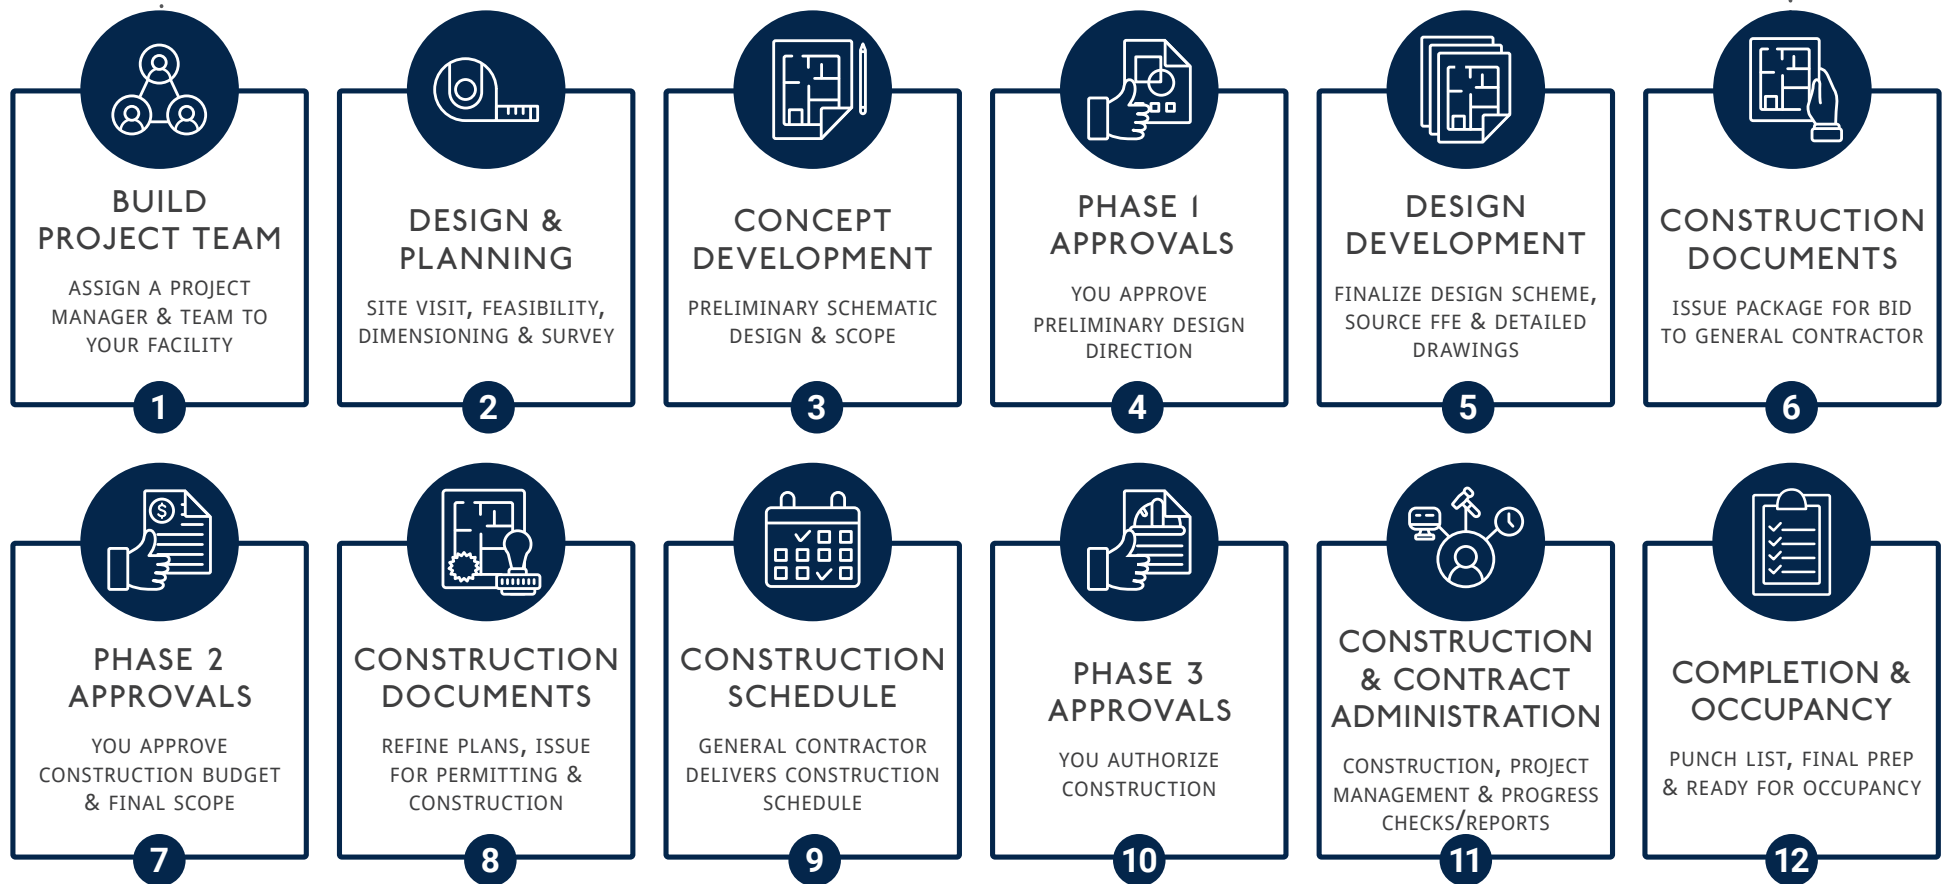 BUILD
PROJECT TEAM
ASSIGN A PROJECT
MANAGER & TEAM TO
YOUR FACILITY
1
DESIGN &
PLANNING
SITE VISIT, FEASIBILITY,
DIMENSIONING & SURVEY
2
CONCEPT
DEVELOPMENT
PRELIMINARY SCHEMATIC
DESIGN & SCOPE
3
PHASE 1
APPROVALS
YOU APPROVE
PRELIMINARY DESIGN
DIRECTION
4
DESIGN
DEVELOPMENT
FINALIZE DESIGN SCHEME,
SOURCE FFE & DETAILED
DRAWINGS
5
CONSTRUCTION
DOCUMENTS
ISSUE PACKAGE FOR BID
TO GENERAL CONTRACTOR
6
$
PHASE 2
APPROVALS
YOU APPROVE
CONSTRUCTION BUDGET
& FINAL SCOPE
7
CONSTRUCTION
DOCUMENTS
REFINE PLANS, ISSUE
FOR PERMITTING &
CONSTRUCTION
8
CONSTRUCTION
SCHEDULE
GENERAL CONTRACTOR
DELIVERS CONSTRUCTION
SCHEDULE
9
PHASE 3
APPROVALS
YOU AUTHORIZE
CONSTRUCTION
10
CONSTRUCTION
& CONTRACT
ADMINISTRATION
CONSTRUCTION, PROJECT
MANAGEMENT & PROGRESS
CHECKS/REPORTS
11
COMPLETION &
OCCUPANCY
PUNCH LIST, FINAL PREP
& READY FOR OCCUPANCY
12